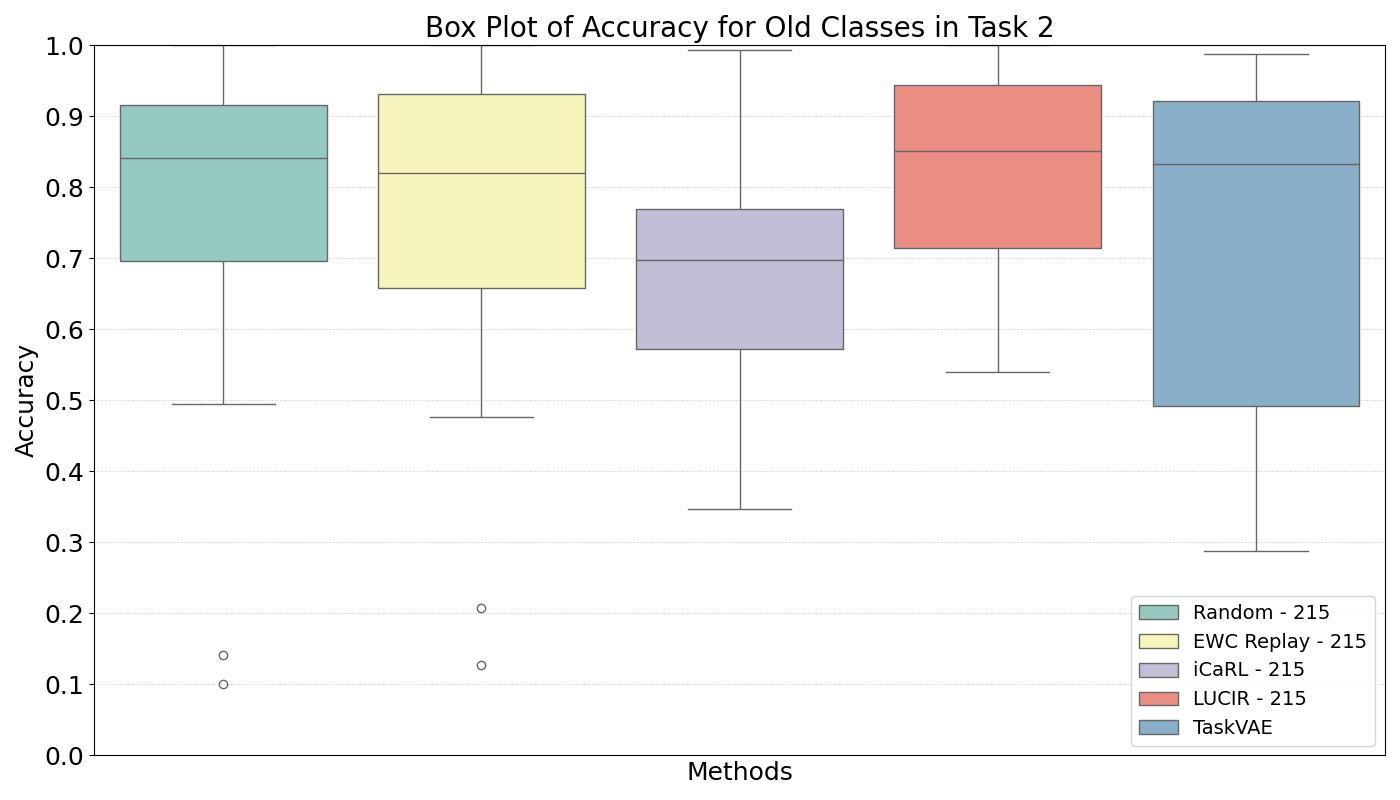 Box Plot of Accuracy for Old Classes in Task 2
1.0
0.9
0.8
0.7
0.6
0.5
0.4
0.3
0.2
0.1
0.0
Accuracy
Methods
Random - 215
EWC Replay - 215
iCaRL - 215
LUCIR - 215
TaskVAE